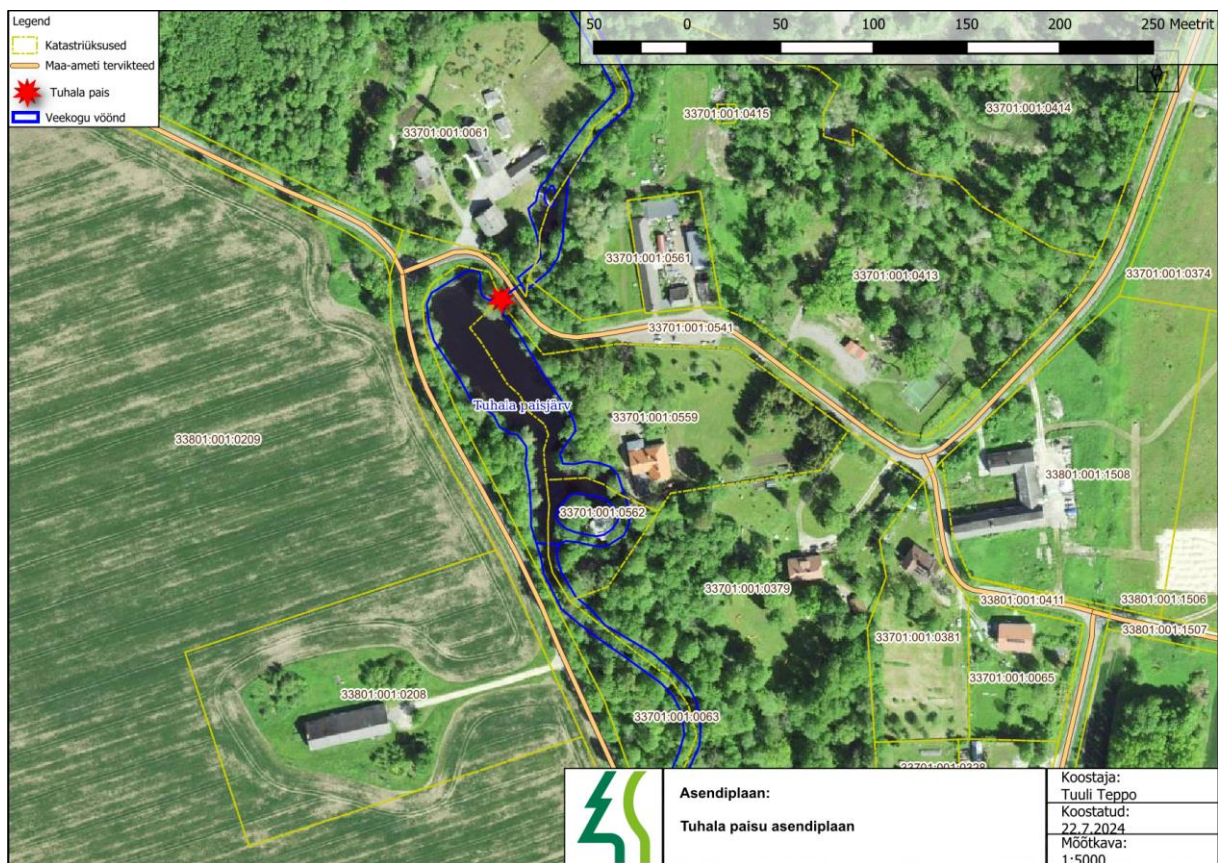 Legend
Katastriüksused
Maa-ameti tervikteed
Tuhala pais
Veekogu vöönd
50 0 50 100 150 200 250 Meetrit
33701:001:0061
33701:001:0415
33701:001:0414
33701:001:0561
33701:001:0413
33701:001:0374
33701:001:0541
Tuhala paisjärv
33701:001:0559
33801:001:0209
33801:001:1508
33701:001:0562
33701:001:0379
33801:001:0411
33801:001:1506
33801:001:1507
33701:001:0381
33701:001:0065
33801:001:0208
33701:001:0063
Asendiplaan:
Tuhala paisu asendiplaan
Koostaja:
Tuuli Teppo
Koostatud:
22.7.2024
Mõõtkava:
1:5000